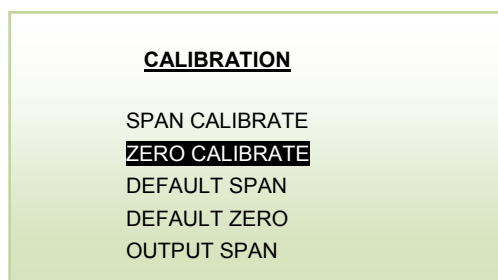 CALIBRATION
SPAN CALIBRATE
ZERO CALIBRATE
DEFAULT SPAN
DEFAULT ZERO
OUTPUT SPAN